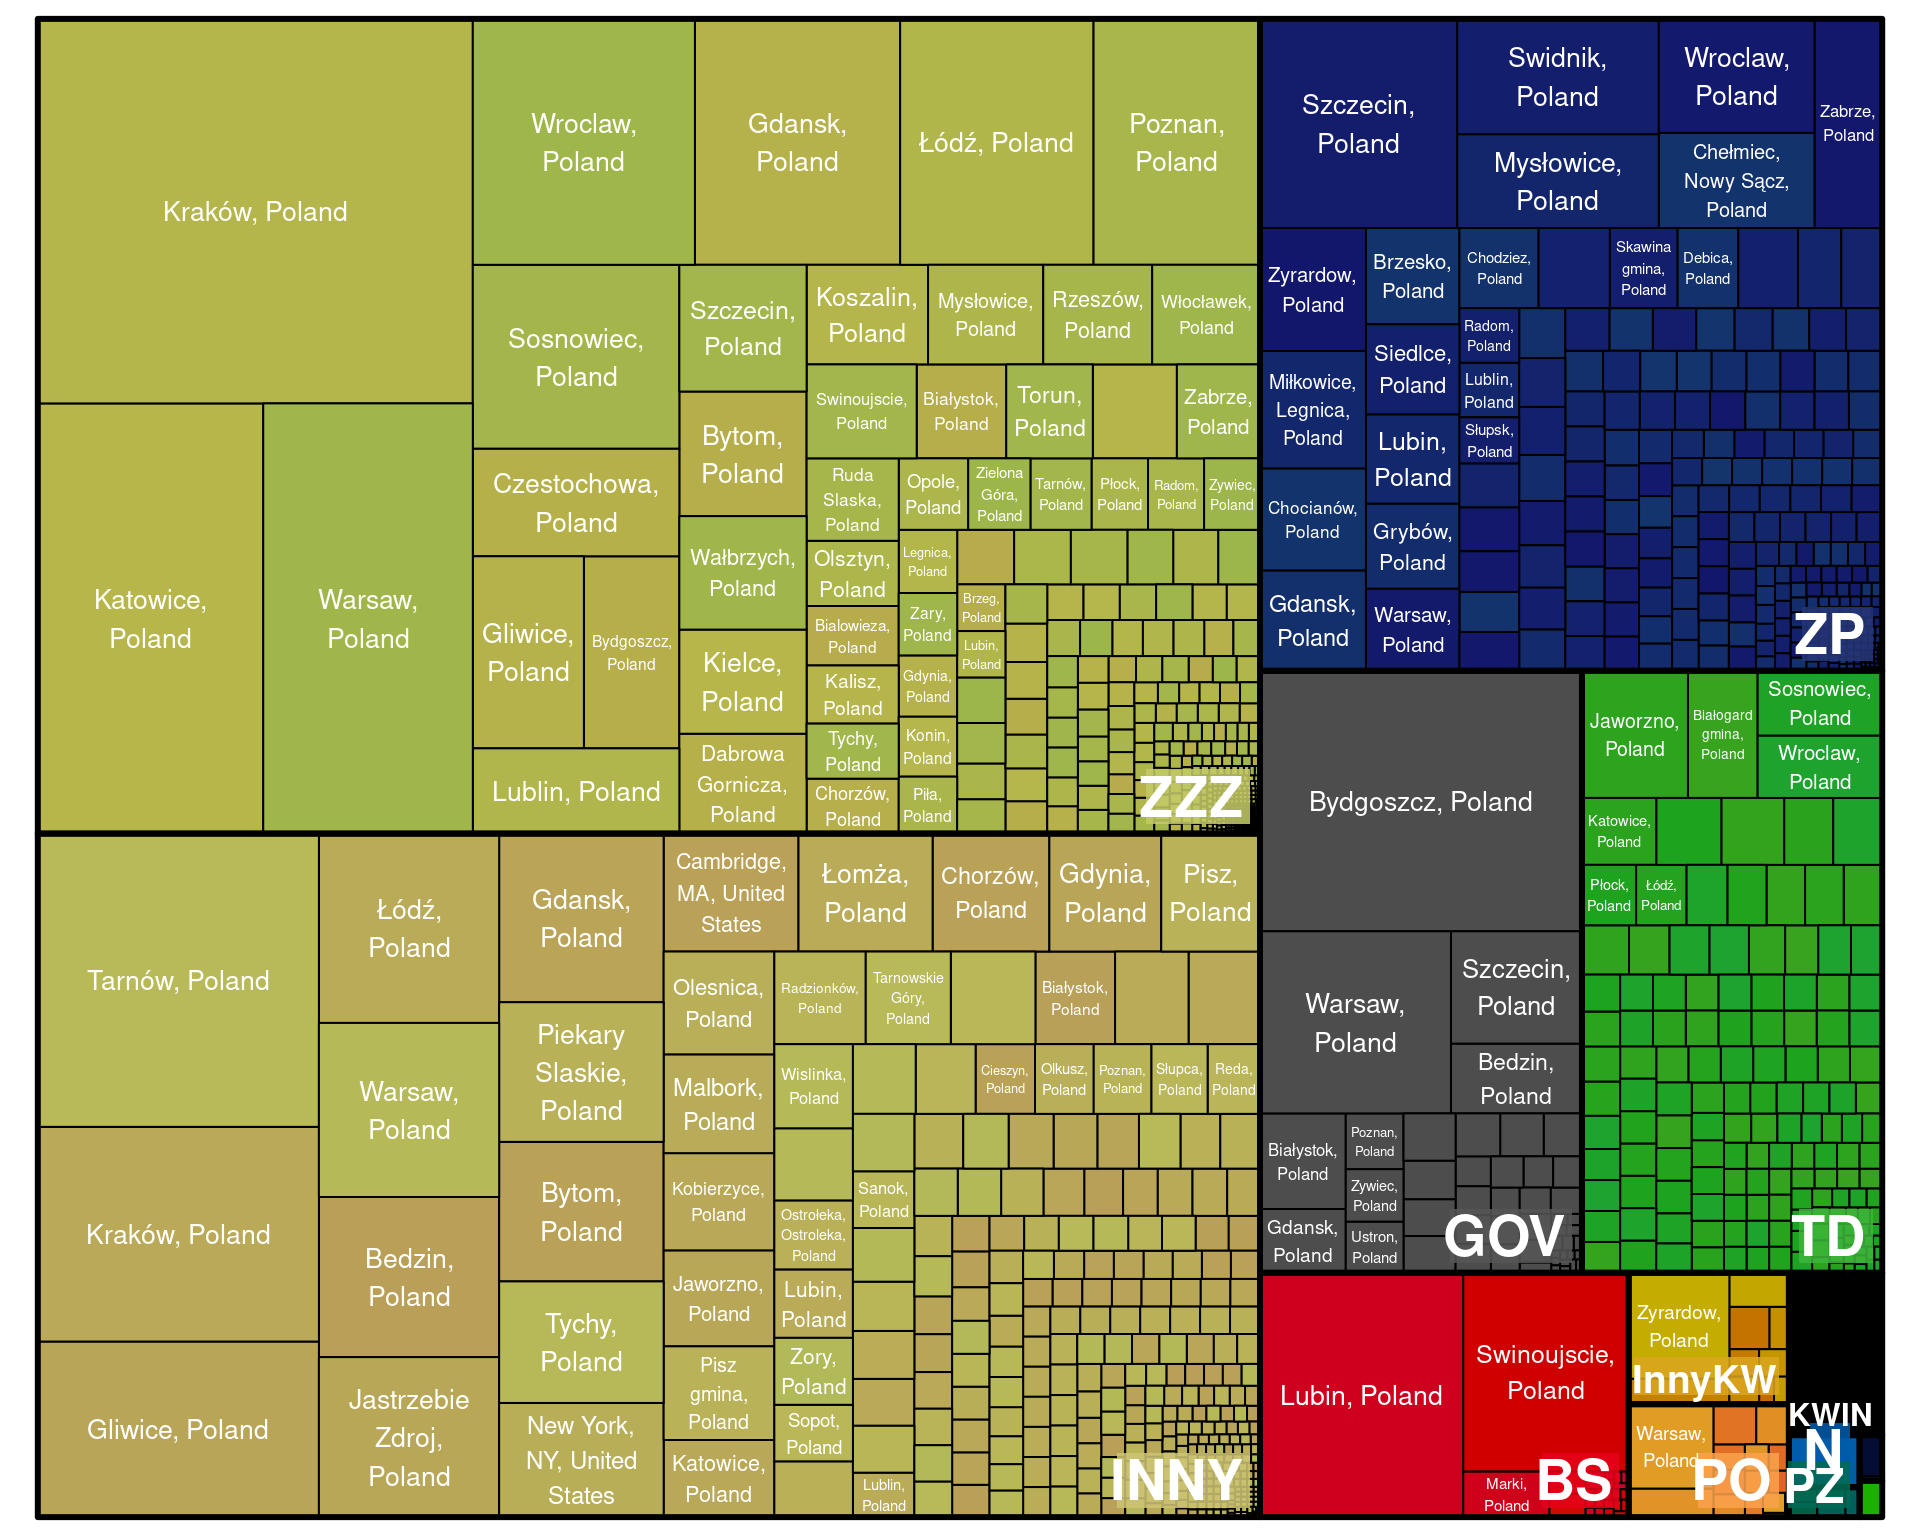 Kraków, Poland
Wroclaw,
Poland
Gdansk,
Poland
Łódź, Poland
Poznan,
Poland
Katowice,
Poland
Warsaw,
Poland
Sosnowiec,
Poland
Czestochowa,
Poland
Gliwice,
Poland
Bydgoszcz,
Poland
Lublin, Poland
Szczecin,
Poland
Bytom,
Poland
Wałbrzych,
Poland
Kielce,
Poland
Dabrowa
Gornicza,
Poland
Koszalin,
Poland
Mysłowice,
Poland
Rzeszów,
Poland
Włocławek,
Poland
Swinoujscie,
Poland
Białystok,
Poland
Torun,
Poland
Zabrze,
Poland
Ruda
Slaska,
Poland
Olsztyn,
Poland
Bialowieza,
Poland
Kalisz,
Poland
Tychy,
Poland
Chorzów,
Poland
Opole,
Poland
Zielona
Góra,
Poland
Tarnów,
Poland
Płock,
Poland
Radom,
Poland
Zywiec,
Poland
Legnica,
Poland
Zary,
Poland
Gdynia,
Poland
Konin,
Poland
Piła,
Poland
Brzeg,
Poland
Lubin,
Poland
ZZZ
Szczecin,
Poland
Swidnik,
Poland
Mysłowice,
Poland
Wroclaw,
Poland
Chełmiec,
Nowy Sącz,
Poland
Zabrze,
Poland
Zyrardow,
Poland
Miłkowice,
Legnica,
Poland
Chocianów,
Poland
Gdansk,
Poland
Brzesko,
Poland
Siedlce,
Poland
Lubin,
Poland
Grybów,
Poland
Warsaw,
Poland
Chodziez,
Poland
Skawina
gmina,
Poland
Debica,
Poland
Radom,
Poland
Lublin,
Poland
Słupsk,
Poland
ZP
Tarnów, Poland
Kraków, Poland
Gliwice, Poland
Łódź,
Poland
Warsaw,
Poland
Bedzin,
Poland
Jastrzebie
Zdroj,
Poland
Gdansk,
Poland
Piekary
Slaskie,
Poland
Bytom,
Poland
Tychy,
Poland
New York,
NY, United
States
Cambridge,
MA, United
States
Łomża,
Poland
Chorzów,
Poland
Gdynia,
Poland
Pisz,
Poland
Olesnica,
Poland
Malbork,
Poland
Kobierzyce,
Poland
Jaworzno,
Poland
Pisz
gmina,
Poland
Katowice,
Poland
Radzionków,
Poland
Tarnowskie
Góry,
Poland
Białystok,
Poland
Wislinka,
Poland
Ostrołeka,
Ostroleka,
Poland
Lubin,
Poland
Zory,
Poland
Sopot,
Poland
Cieszyn,
Poland
Olkusz,
Poland
Poznan,
Poland
Słupca,
Poland
Reda,
Poland
Sanok,
Poland
Lublin,
Poland
INNY
Bydgoszcz, Poland
Warsaw,
Poland
Szczecin,
Poland
Bedzin,
Poland
Białystok,
Poland
Gdansk,
Poland
Poznan,
Poland
Zywiec,
Poland
Ustron,
Poland
GOV
Jaworzno,
Poland
Białogard
gmina,
Poland
Sosnowiec,
Poland
Wroclaw,
Poland
Katowice,
Poland
Płock,
Poland
Łódź,
Poland
TD
Lubin, Poland
Swinoujscie,
Poland
Marki,
Poland
BS
Zyrardow,
Poland
InnyKW
Warsaw,
Poland
PO
KWIN
N
PZ